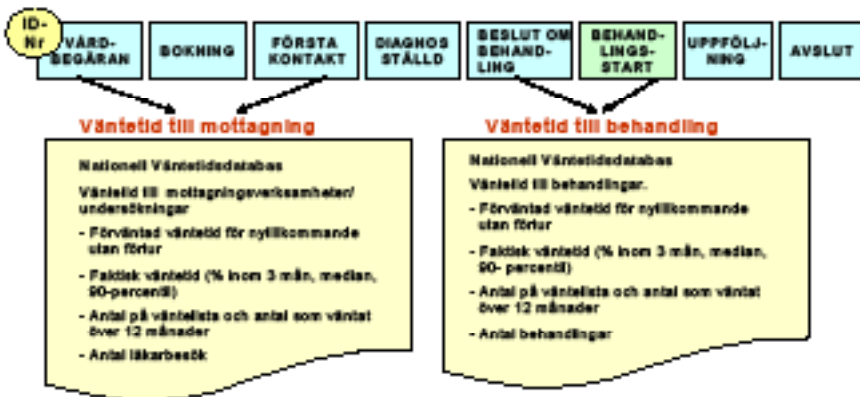 ID-
Nr
VÅRD-
BEGÄRAN
BOKNING
FÖRSTA
KONTAKT
DIAGNOS
STÄLLD
BESLUT OM
BEHAND-
LING
BEHAND-
LINGS-
START
UPPFÖLJ-
NING
AVSLUT
Väntetid till mottagning
Nationell Väntetidsdatabas
Väntetid till mottagningsverksamheter/
undersökningar
- Förväntad väntetid för nytillkommande
utan förtur
- Faktisk väntetid (% inom 3 mån, median,
90-percentil)
- Antal på väntelista och antal som väntat
över 12 månader
- Antal läkarbesök
Väntetid till behandling
Nationell Väntetidsdatabas
Väntetid till behandlingar.
- Förväntad väntetid för nytillkommande
utan förtur
- Faktisk väntetid (% inom 3 mån, median,
90- percentil)
- Antal på väntelista och antal som väntat
över 12 månader
- Antal behandlingar